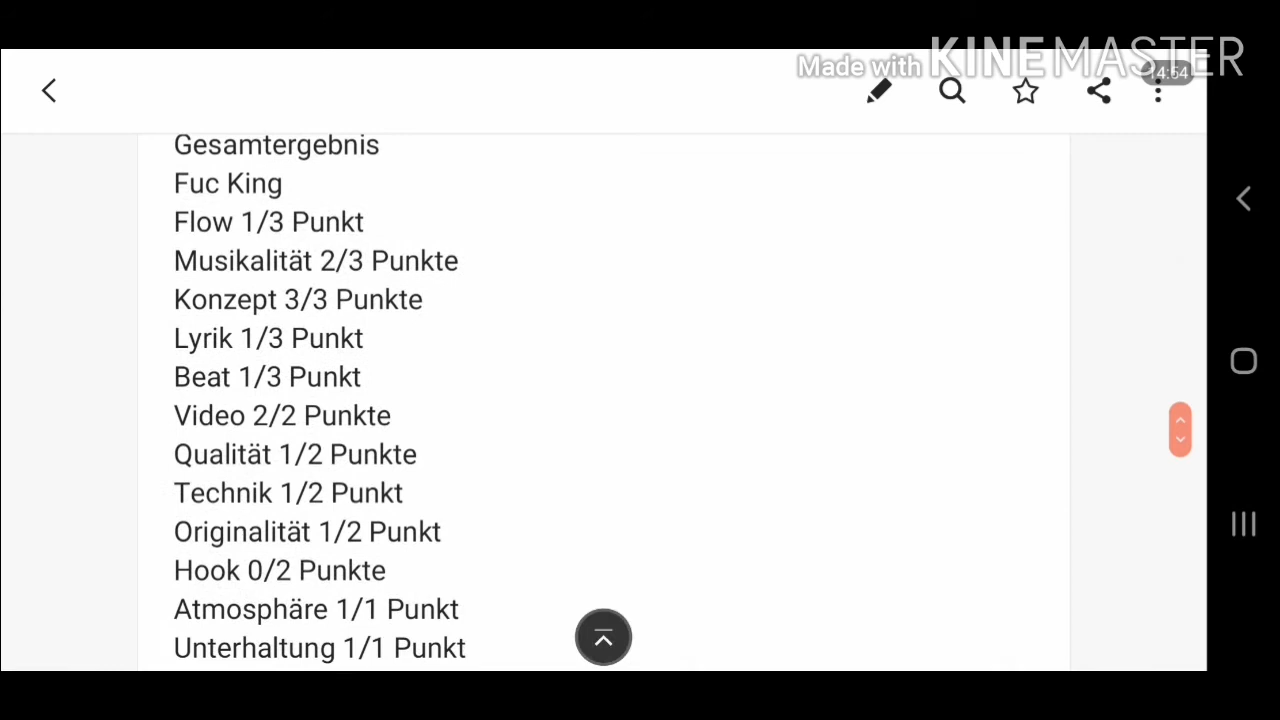 Made with KINEMASTER
14:54
Gesamtergebnis
Fuc King
Flow 1/3 Punkt
Musikalität 2/3 Punkte
Konzept 3/3 Punkte
Lyrik 1/3 Punkt
Beat 1/3 Punkt
Video 2/2 Punkte
Qualität 1/2 Punkte
Technik 1/2 Punkt
Originalität 1/2 Punkt
Hook 0/2 Punkte
Atmosphäre 1/1 Punkt
Unterhaltung 1/1 Punkt